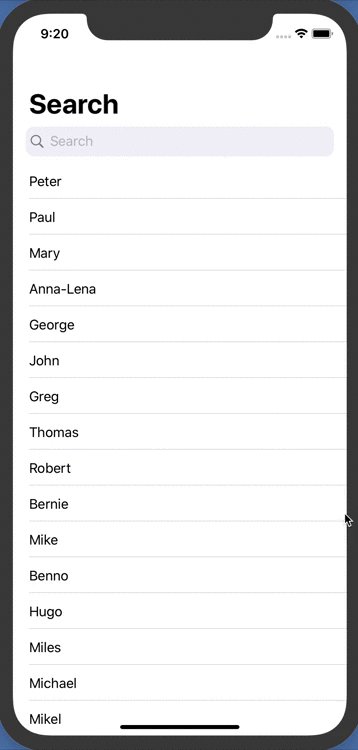 9:20
Search
Search
Peter
Paul
Mary
Anna-Lena
George
John
Greg
Thomas
Robert
Bernie
Mike
Benno
Hugo
Miles
Michael
Mikel